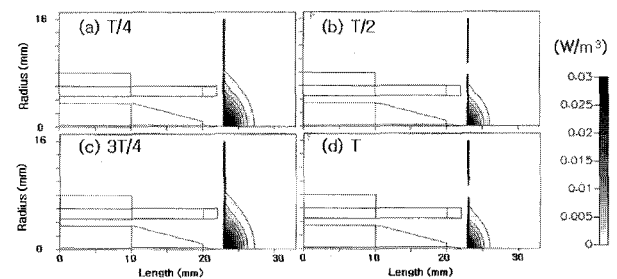 (a) T/4
(b) T/2
(c) 3T/4
(d) T
Radius (mm)
16
8
0
Radius (mm)
16
8
0
0 10 20 30
0 10 20 30
Length (mm)
Length (mm)
(W/m³)
0.03
0.025
0.02
0.015
0.01
0.005
0